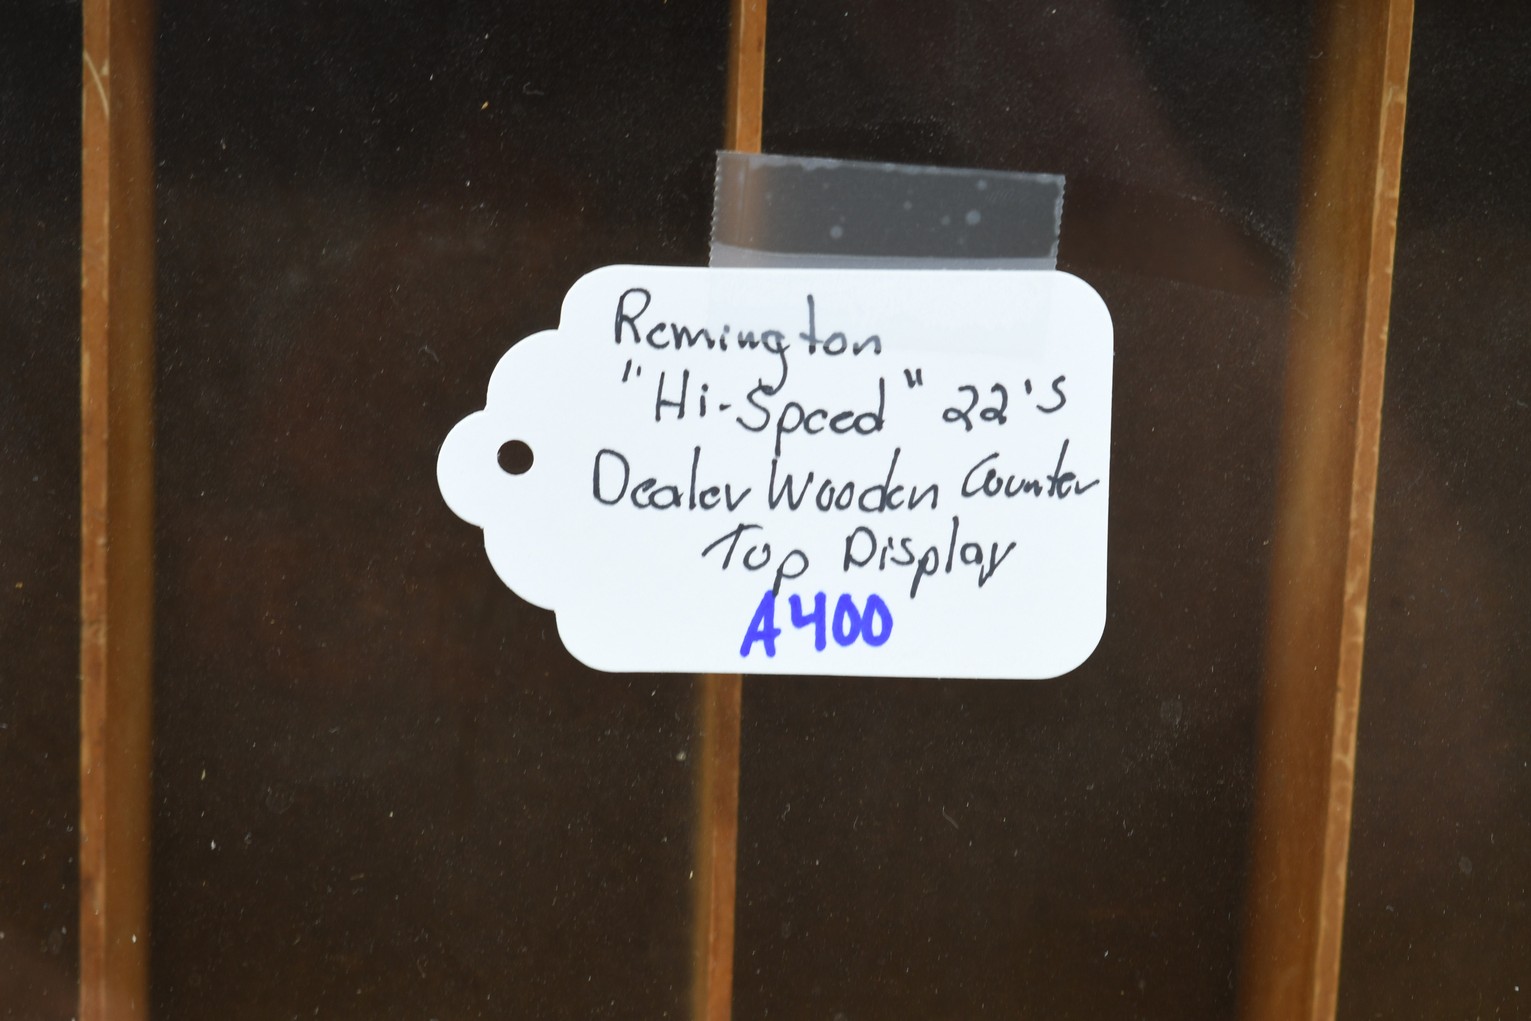 Remington
"Hi-Speed" 22's
Dealer Wooden Counter
Top Display
A400